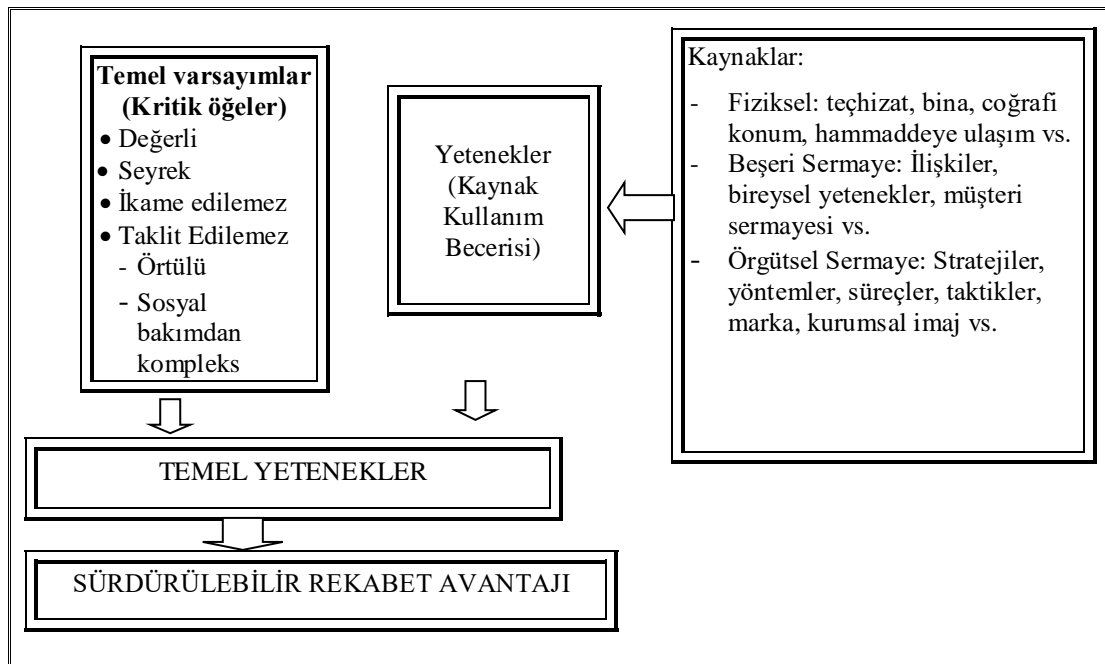 Temel varsayımlar
(Kritik öğeler)
• Değerli
• Seyrek
• İkame edilemez
• Taklit Edilemez
- Örtülü
- Sosyal
bakımdan
kompleks
Yetenekler
(Kaynak
Kullanım
Becerisi)
Kaynaklar:
- Fiziksel: teçhizat, bina, coğrafi
konum, hammaddeye ulaşım vs.
- Beşeri Sermaye: İlişkiler,
bireysel yetenekler, müşteri
sermayesi vs.
- Örgütsel Sermaye: Stratejiler,
yöntemler, süreçler, taktikler,
marka, kurumsal imaj vs.
TEMEL YETENEKLER
SÜRDÜRÜLEBİLİR REKABET AVANTAJI